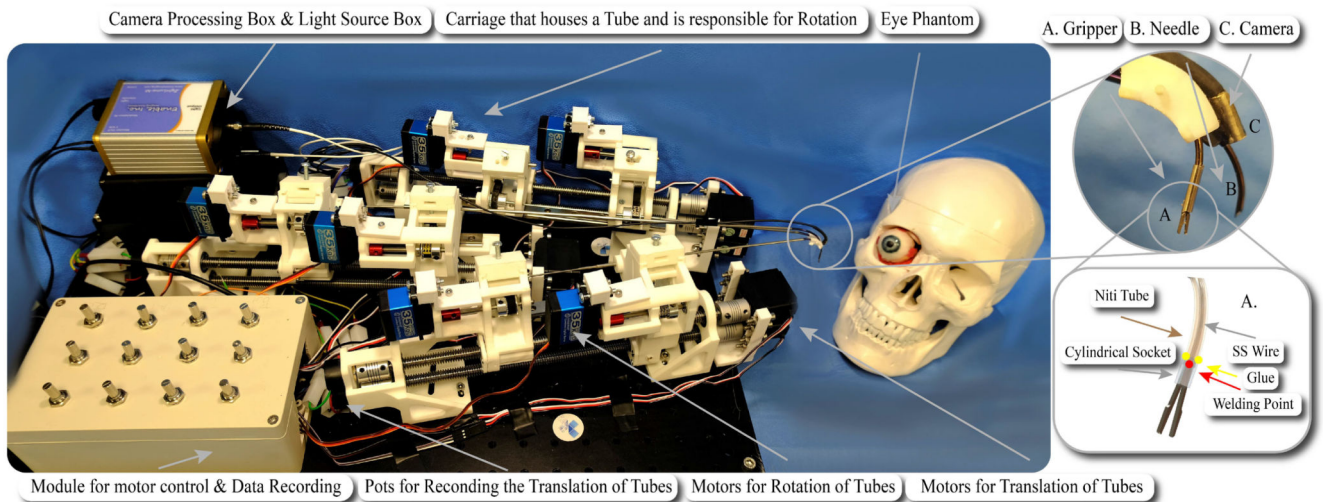 Camera Processing Box & Light Source Box
Carriage that houses a Tube and is responsible for Rotation
Eye Phantom
A. Gripper
B. Needle
C. Camera
C
B
A
A.
Niti Tube
SS Wire
Cylindrical Socket
Glue
Welding Point
Module for motor control & Data Recording
Pots for Reconding the Translation of Tubes
Motors for Rotation of Tubes
Motors for Translation of Tubes